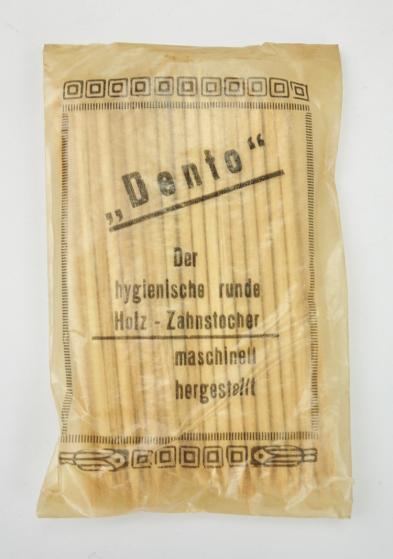 „Dento“
Der
hygienische runde
Holz - Zahnstocher
maschinell
hergestellt